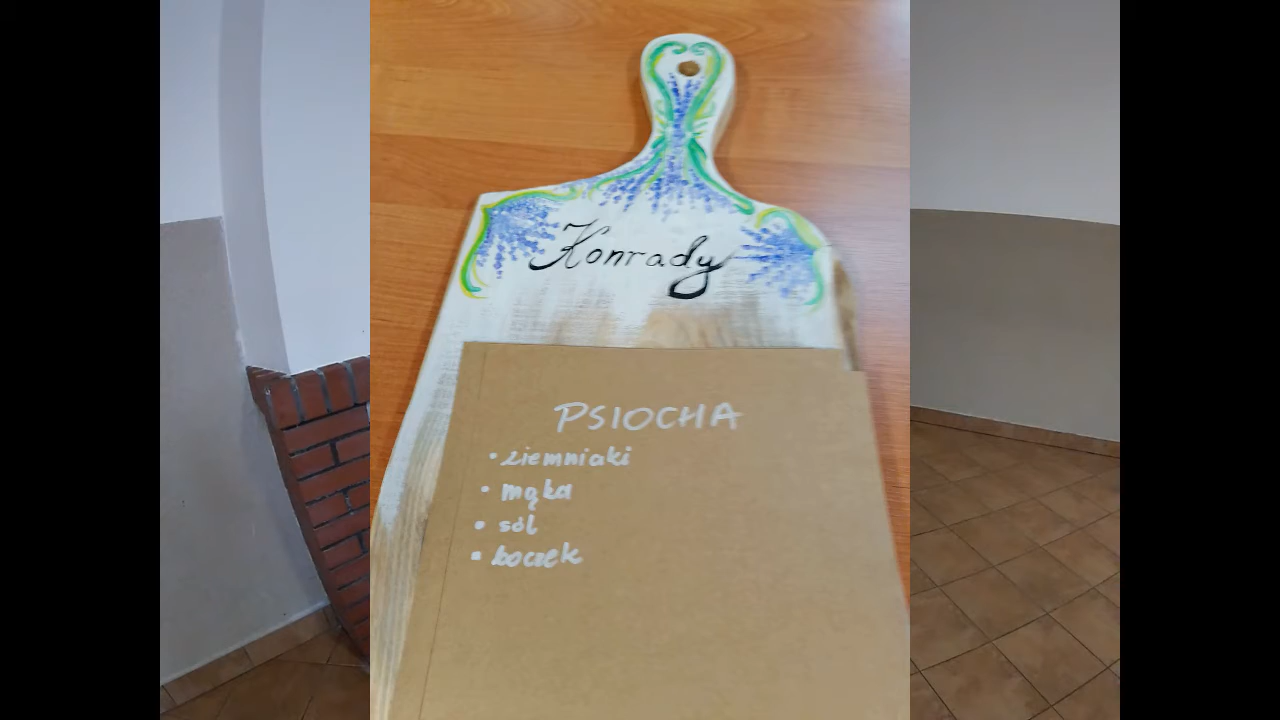 Konrady
PSIOCHA
• ziemniaki
• mąka
• sól
• boczek